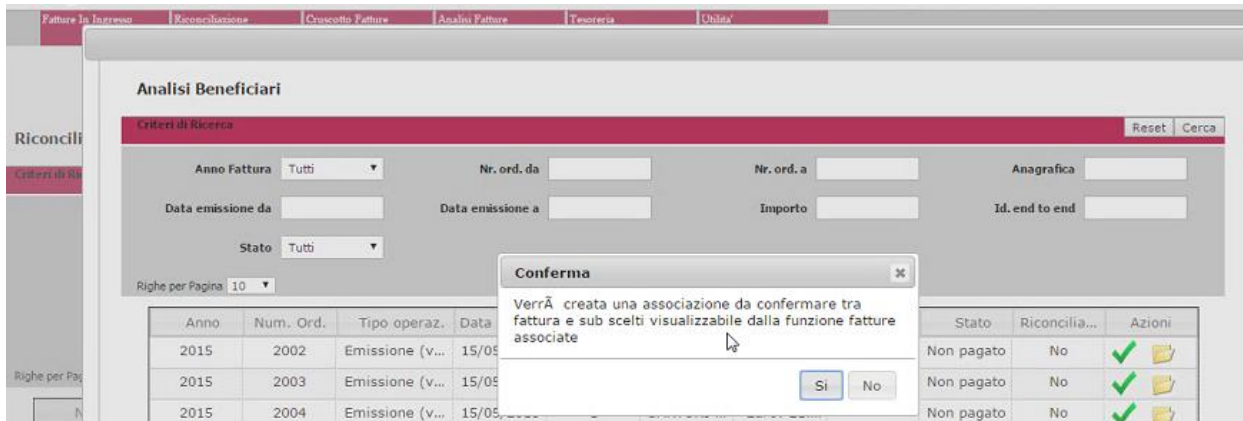 Fatture In Ingresso Riconciliazione Cruscotto Fatture Analisi Fatture Tesoreria Utilita'
Analisi Beneficiari
Riconcili
Criteri di Ricerca Reset Cerca
Criteri di Ri
Anno Fattura Tutti Nr. ord. da Nr. ord. a Anagrafica
Data emissione da Data emissione a Importo Id. end to end
Stato Tutti
Righe per Pagina 10
Conferma
VerrÃ creata una associazione da confermare tra
fattura e sub scelti visualizzabile dalla funzione fatture
associate
Si No
Anno Num. Ord. Tipo operaz. Data Stato Riconcilia... Azioni
2015 2002 Emissione (v... 15/05 Non pagato No
Righe per Pag
2015 2003 Emissione (v... 15/05 Non pagato No
N
2015 2004 Emissione (v... 15/05/ Non pagato No